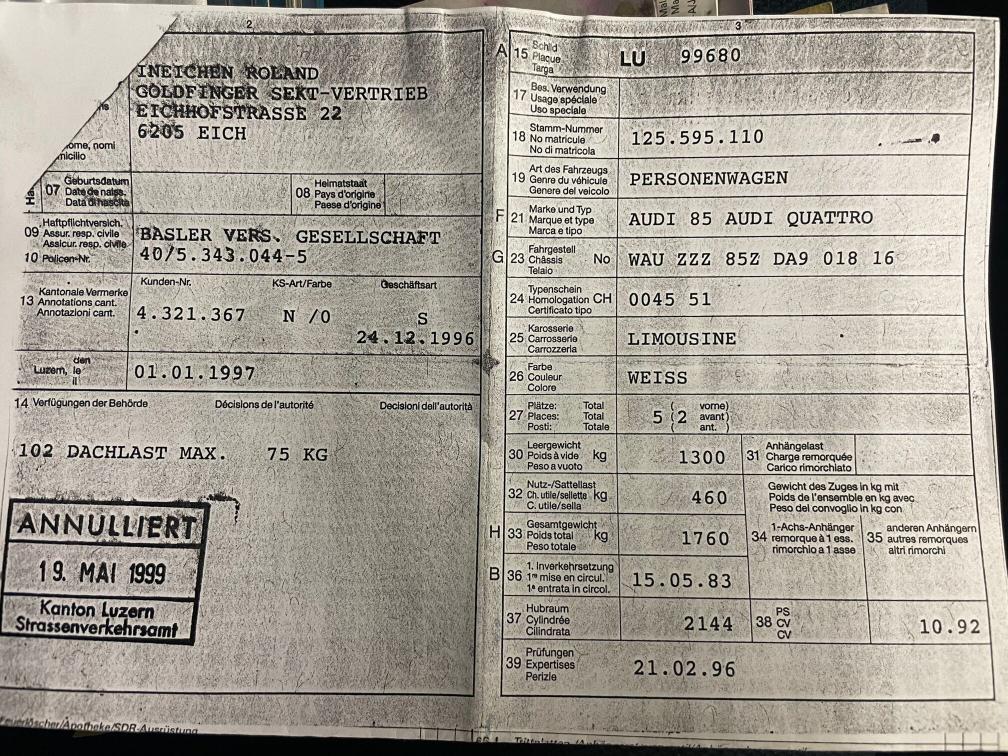 2
INEICHEN ROLAND
GOLDFINGER SEKT-VERTRIEB
EICHHOFSTRASSE 22
6205 EICH
ome, nomi
micilio
07 Geburtsdatum
Date de naiss.
Data di nascita
08 Heimatstaat
Pays d'origine
Paese d'origine
09 Haftpflichtversich.
Assur. resp. civile
Assicur. resp. civile
BASLER VERS. GESELLSCHAFT
10 Policen-Nr.
40/5.343.044-5
13 Kantonale Vermerke
Annotations cant.
Annotazioni cant.
Kunden-Nr. KS-Art/Farbe Geschäftsart
4.321.367 N /0 S
24.12.1996
Luzern, den
le
il
01.01.1997
14 Verfügungen der Behörde Décisions de l'autorité Decisioni dell'autorità
102 DACHLAST MAX. 75 KG
ANNULLIERT
19. MAI 1999
Kanton Luzern
Strassenverkehrsamt
euerlöscher/Apotheke/SDR-Ausrüstung
3
A 15 Schild
Plaque
Targa
LU 99680
17 Bes. Verwendung
Usage spéciale
Uso speciale
18 Stamm-Nummer
No matricule
No di matricola
125.595.110
19 Art des Fahrzeugs
Genre du véhicule
Genere del veicolo
PERSONENWAGEN
F 21 Marke und Typ
Marque et type
Marca e tipo
AUDI 85 AUDI QUATTRO
G 23 Fahrgestell
Châssis No
Telaio
WAU ZZZ 85Z DA9 018 16
24 Typenschein
Homologation CH
Certificato tipo
0045 51
25 Karosserie
Carrosserie
Carrozzeria
LIMOUSINE
26 Farbe
Couleur
Colore
WEISS
27 Plätze: Total
Places: Total
Posti: Totale
5 (2 vorne)
avant)
ant.)
30 Leergewicht
Poids à vide kg
Peso a vuoto
1300
31 Anhängelast
Charge remorquée
Carico rimorchiato
32 Nutz-/Sattellast
Ch. utile/sellette kg
C. utile/sella
460
Gewicht des Zuges in kg mit
Poids de l'ensemble en kg avec
Peso del convoglio in kg con
H 33 Gesamtgewicht
Poids total kg
Peso totale
1760
34 1-Achs-Anhänger
remorque à 1 ess.
rimorchio a 1 asse
35 anderen Anhängern
autres remorques
altri rimorchi
B 36 1. Inverkehrsetzung
1re mise en circul.
1a entrata in circol.
15.05.83
37 Hubraum
Cylindrée
Cilindrata
2144
38 PS
CV
CV
10.92
39 Prüfungen
Expertises
Perizie
21.02.96